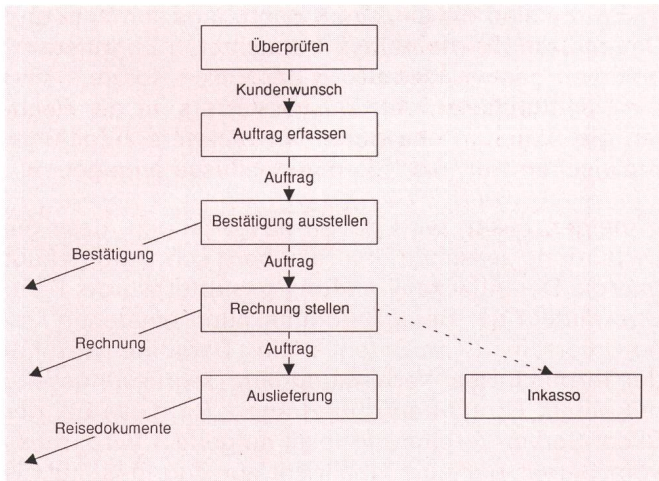 Überprüfen
Kundenwunsch
Auftrag erfassen
Auftrag
Bestätigung ausstellen
Bestätigung
Auftrag
Rechnung stellen
Rechnung
Auftrag
Auslieferung
Inkasso
Reisedokumente